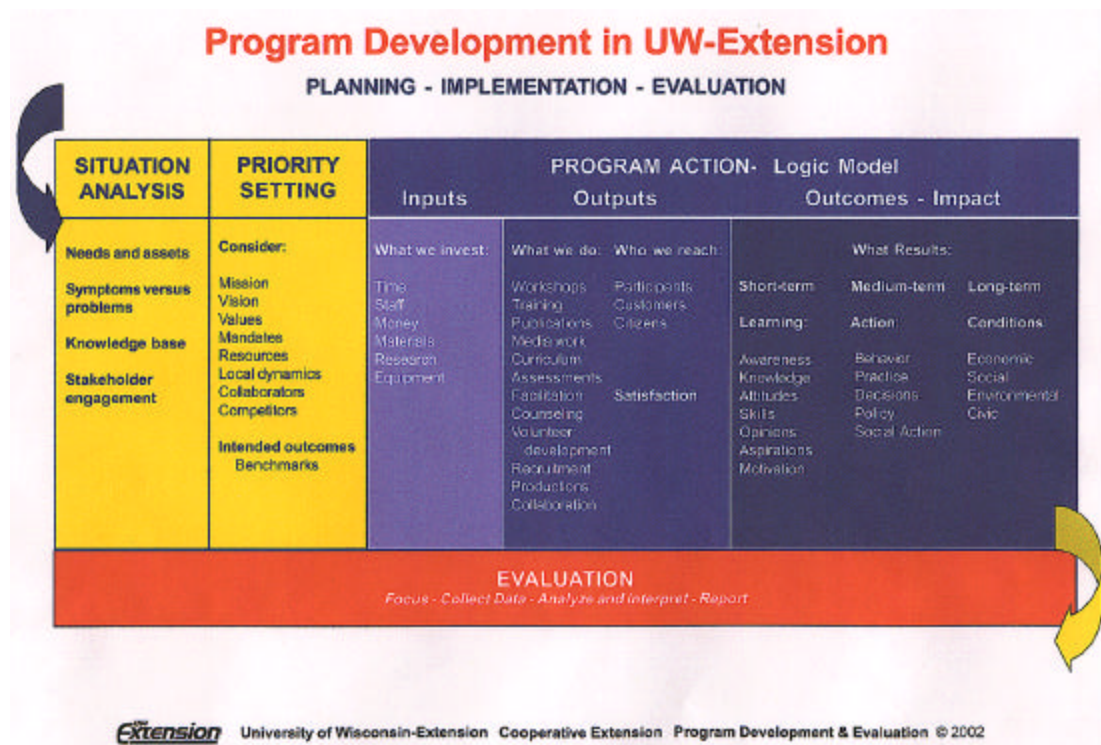 Program Development in UW-Extension
PLANNING - IMPLEMENTATION - EVALUATION
SITUATION
ANALYSIS
Needs and assets
Symptoms versus
problems
Knowledge base
Stakeholder
engagement
PRIORITY
SETTING
Consider:
Mission
Vision
Values
Mandates
Resources
Local dynamics
Collaborators
Competitors
Intended outcomes
Benchmarks
PROGRAM ACTION- Logic Model
Inputs
What we invest:
Time
Staff
Money
Materials
Research
Equipment
Outputs
What we do:
Workshops
Training
Publications
Media work
Curriculum
Assessments
Facilitation
Counseling
Volunteer
development
Recruitment
Productions
Collaboration
Who we reach:
Participants
Customers
Citizens
Satisfaction
Outcomes - Impact
What Results:
Short-term
Learning:
Awareness
Knowledge
Attitudes
Skills
Opinions
Aspirations
Motivation
Medium-term
Action:
Behavior
Practice
Decisions
Policy
Social Action
Long-term
Conditions
Economic
Social
Environmental
Civic
EVALUATION
Focus - Collect Data - Analyze and Interpret - Report
UW Extension
University of Wisconsin-Extension Cooperative Extension Program Development & Evaluation © 2002